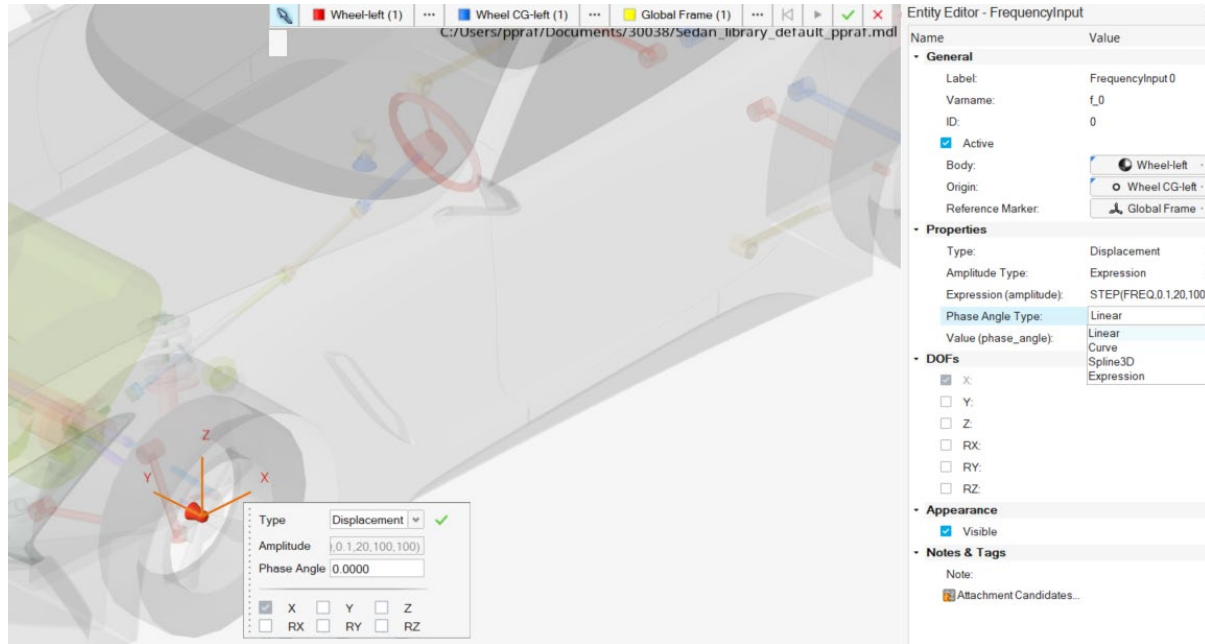 Wheel-left (1) ··· Wheel CG-left (1) ··· Global Frame (1) ···
C:/Users/ppraf/Documents/30038/Sedan_library_default_ppraf.mdl
Z
Y
X
Type Displacement
Amplitude ,0.1,20,100,100)
Phase Angle 0.0000
X Y Z
RX RY RZ
Entity Editor - FrequencyInput
Name Value
General
Label: FrequencyInput 0
Varname: f_0
ID: 0
Active
Body: Wheel-left
Origin: Wheel CG-left
Reference Marker: Global Frame
Properties
Type: Displacement
Amplitude Type: Expression
Expression (amplitude): STEP(FREQ,0.1,20,100
Phase Angle Type: Linear
Value (phase_angle):
Linear
Curve
Spline3D
Expression
DOFs
X:
Y:
Z:
RX:
RY:
RZ:
Appearance
Visible
Notes & Tags
Note:
Attachment Candidates...